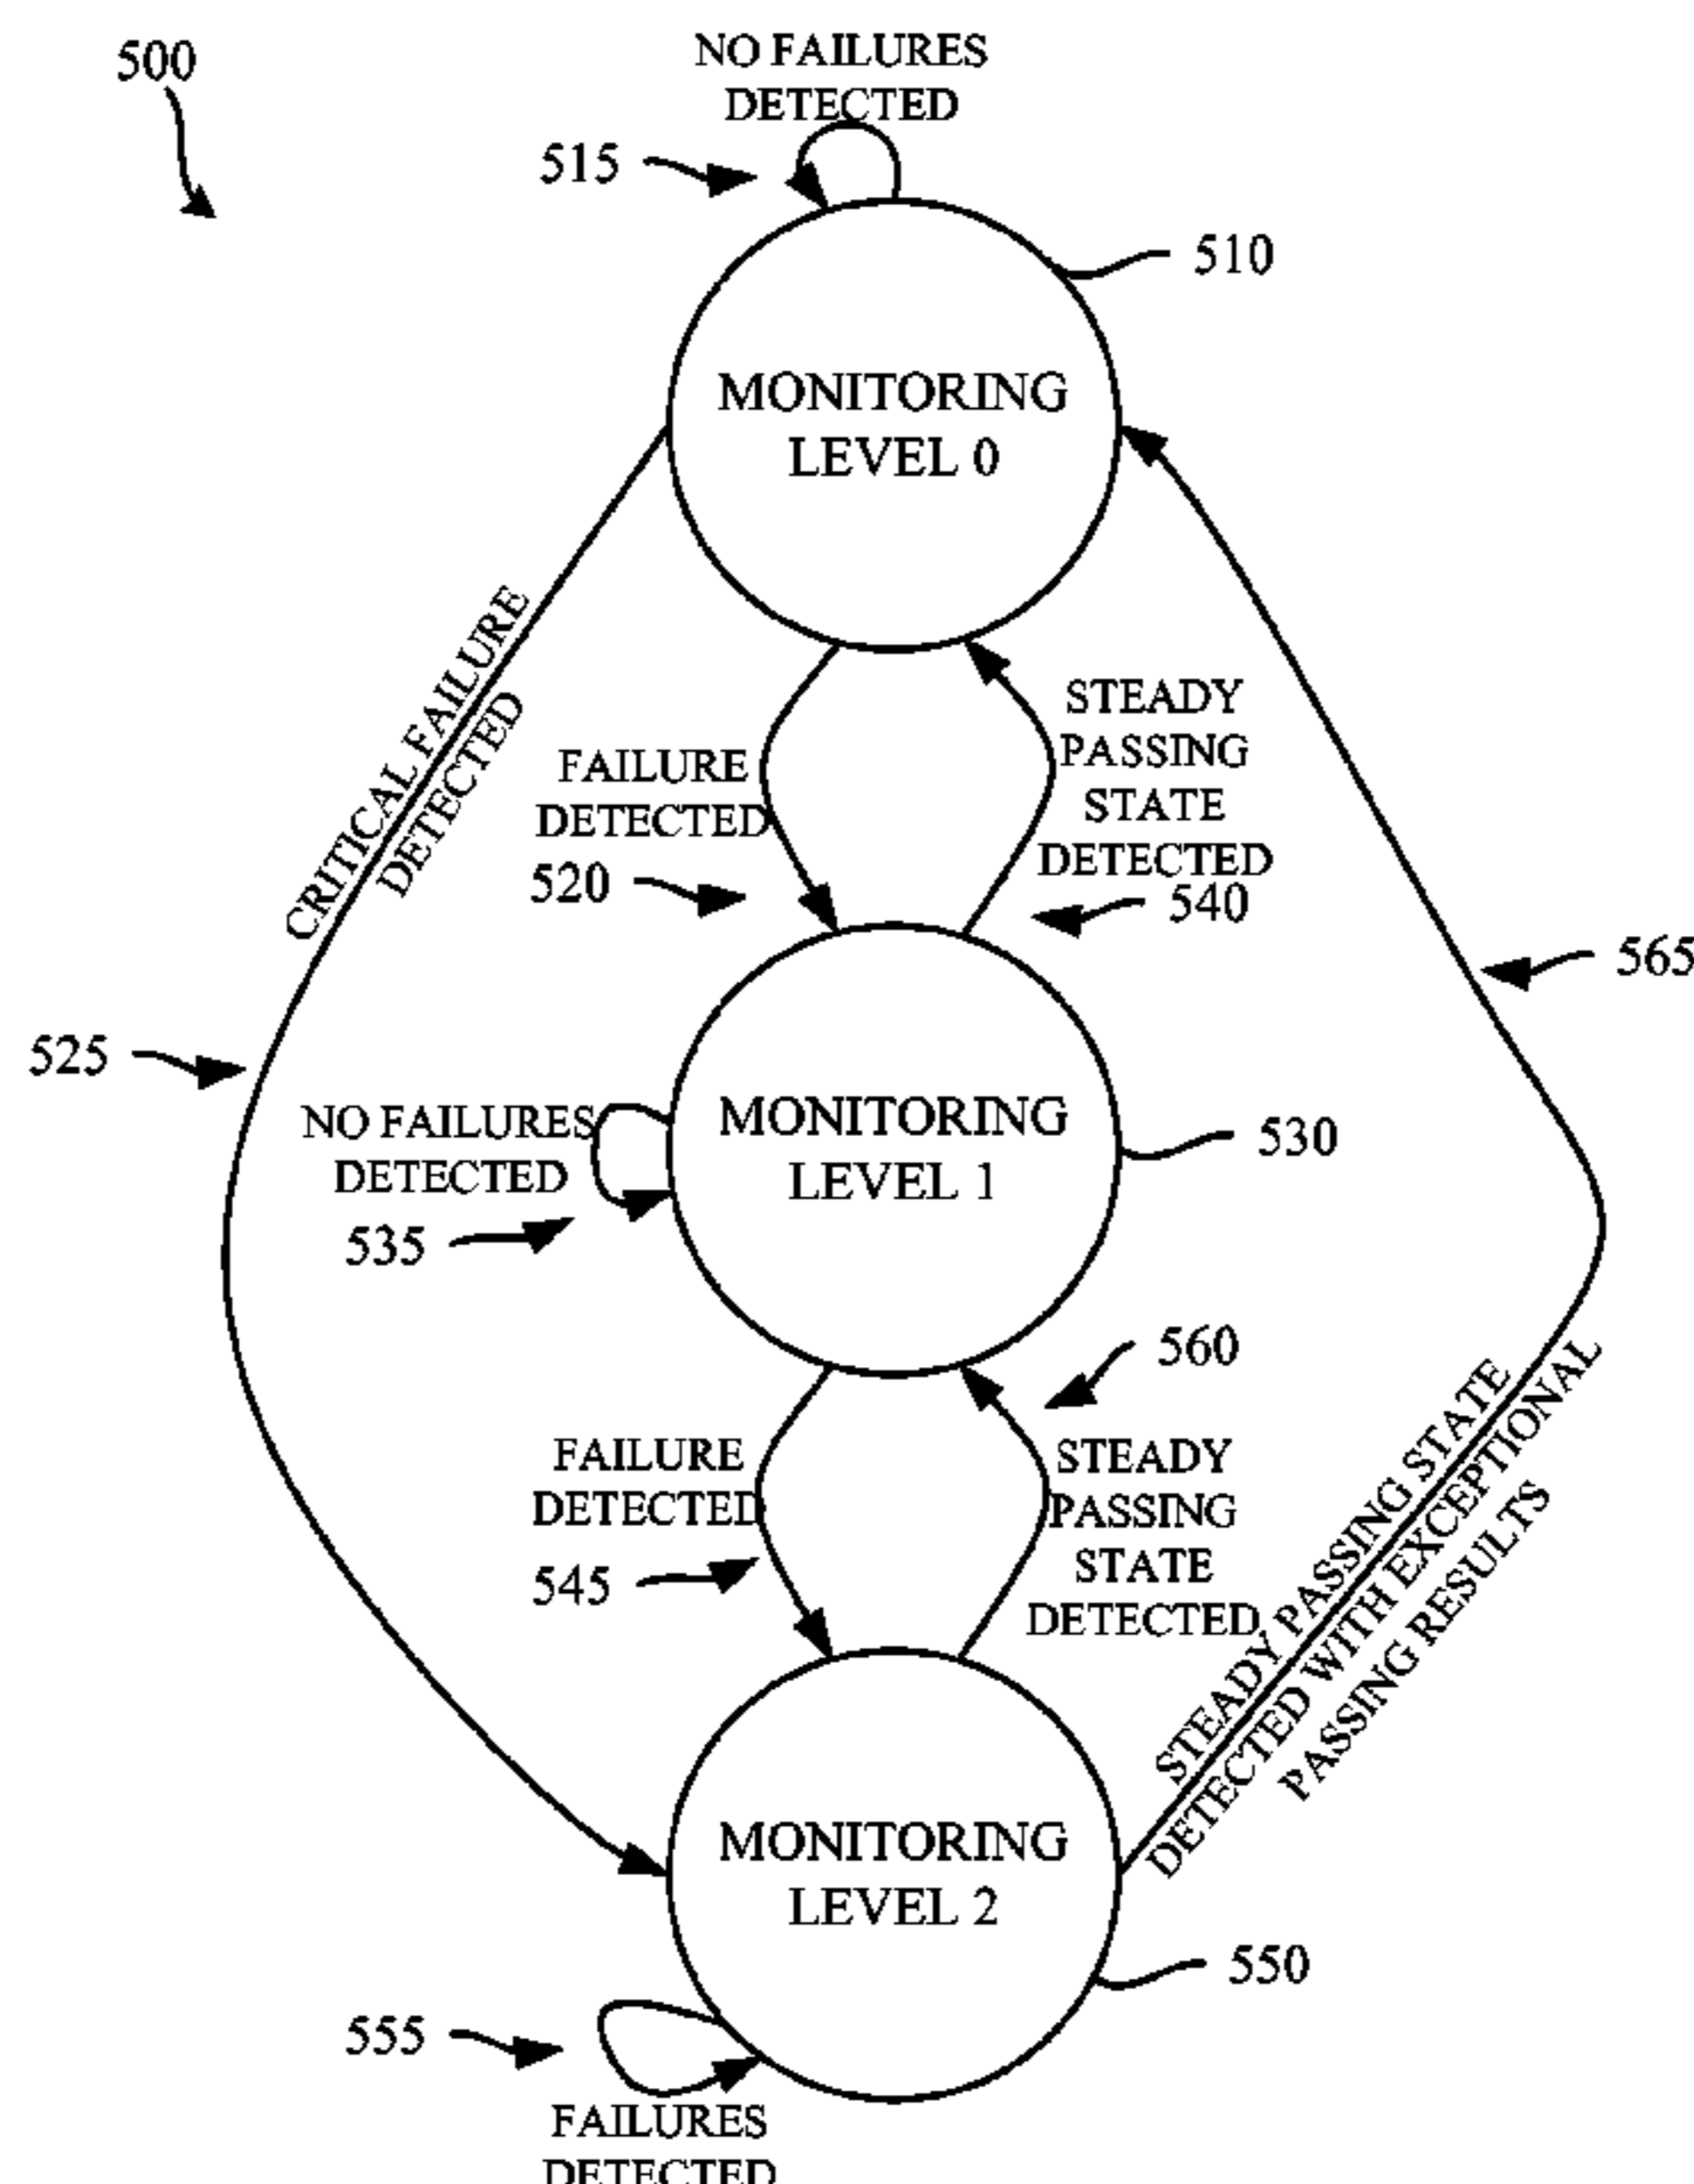 500
NO FAILURES
DETECTED
515
510
MONITORING
LEVEL 0
CRITICAL FAILURE
DETECTED
FAILURE
DETECTED
520
STEADY
PASSING
STATE
DETECTED
540
565
525
NO FAILURES
DETECTED
535
MONITORING
LEVEL 1
530
560
FAILURE
DETECTED
545
STEADY
PASSING
STATE
DETECTED
STEADY PASSING STATE
DETECTED WITH EXCEPTIONAL
PASSING RESULTS
MONITORING
LEVEL 2
550
555
FAILURES
DETECTED